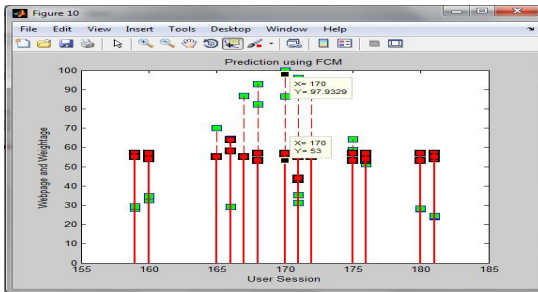 Figure 10
File Edit View Insert Tools Desktop Window Help
Prediction using FCM
Webpage and Weightage
100
90
80
70
60
50
40
30
20
10
0
X= 170
Y= 97.9329
X= 170
Y= 53
155 160 165 170 175 180 185
User Session